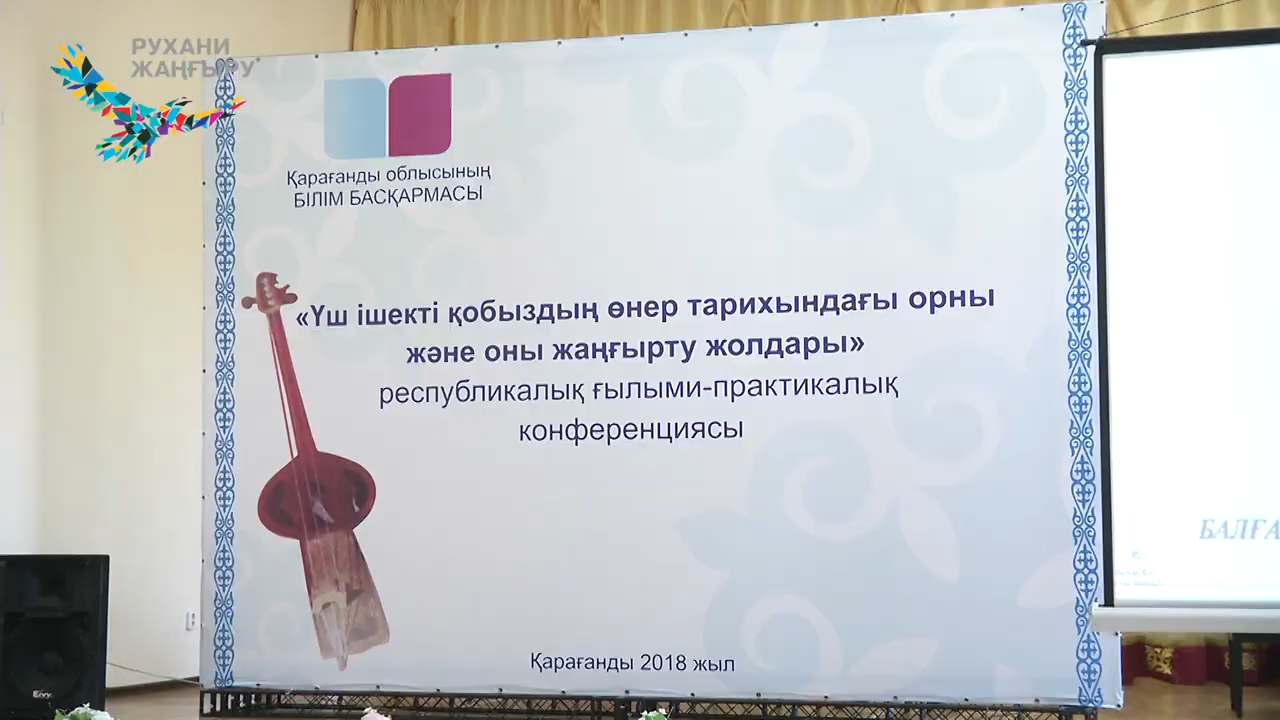 РУХАНИ
ЖАҢҒЫРУ
Қарағанды облысының
БІЛІМ БАСҚАРМАСЫ
«Үш ішекті қобыздың өнер тарихындағы орны
және оны жаңғырту жолдары»
республикалық ғылыми-практикалық
конференциясы
Қарағанды 2018 жыл
БАЛҒА